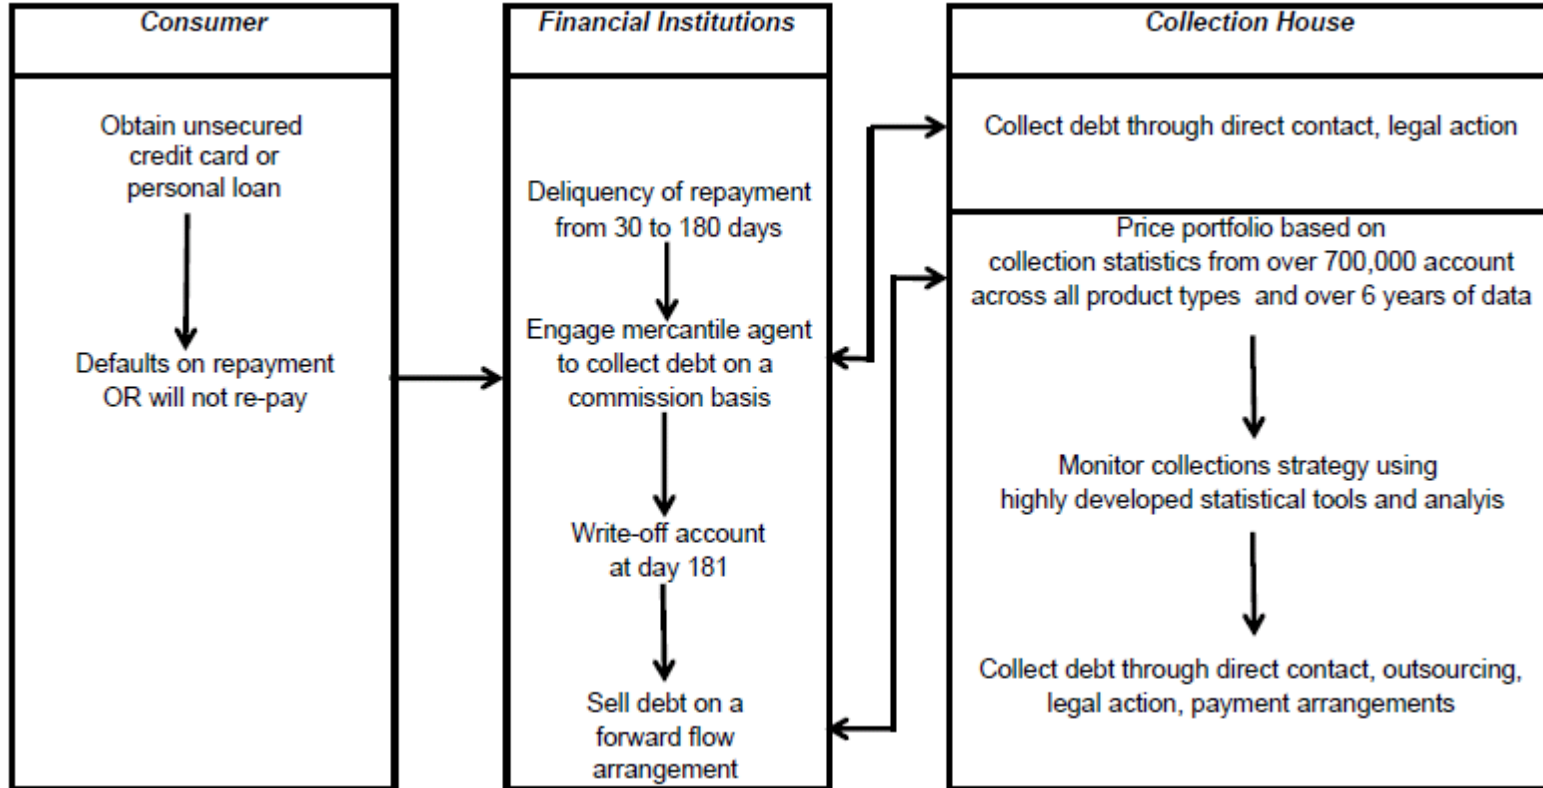 Consumer
Obtain unsecured
credit card or
personal loan
Defaults on repayment
OR will not re-pay
Financial Institutions
Deliquency of repayment
from 30 to 180 days
Engage mercantile agent
to collect debt on a
commission basis
Write-off account
at day 181
Sell debt on a
forward flow
arrangement
Collection House
Collect debt through direct contact, legal action
Price portfolio based on
collection statistics from over 700,000 account
across all product types and over 6 years of data
Monitor collections strategy using
highly developed statistical tools and analyis
Collect debt through direct contact, outsourcing,
legal action, payment arrangements